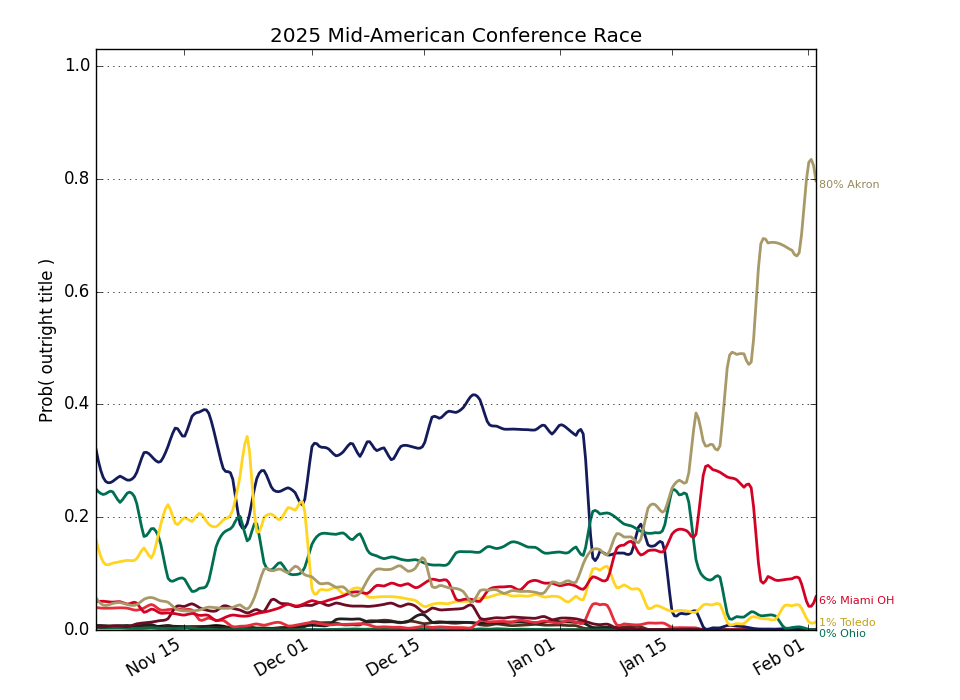 2025 Mid-American Conference Race
Prob( outright title )
1.0
0.8
0.6
0.4
0.2
0.0
80% Akron
6% Miami OH
1% Toledo
0% Ohio
Nov 15
Dec 01
Dec 15
Jan 01
Jan 15
Feb 01